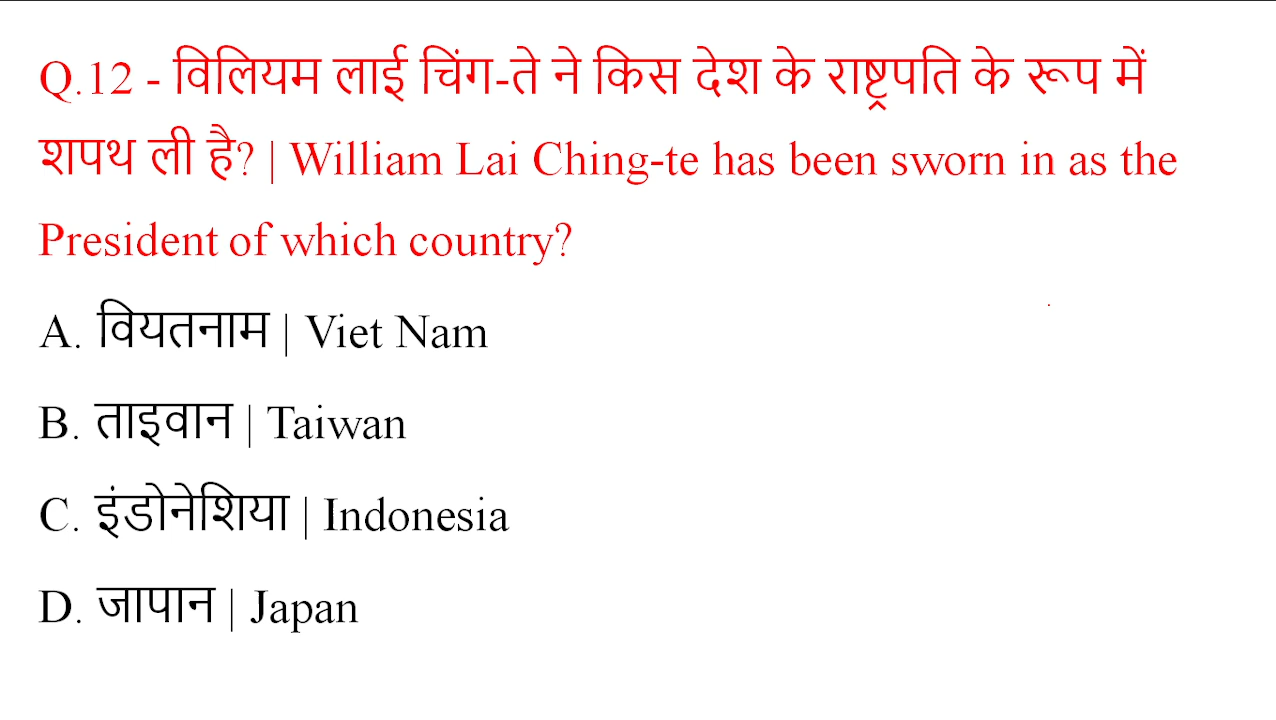 Q.12 - विलियम लाई चिंग-ते ने किस देश के राष्ट्रपति के रूप में
शपथ ली है? | William Lai Ching-te has been sworn in as the
President of which country?
A. वियतनाम | Viet Nam
B. ताइवान | Taiwan
C. इंडोनेशिया | Indonesia
D. जापान | Japan